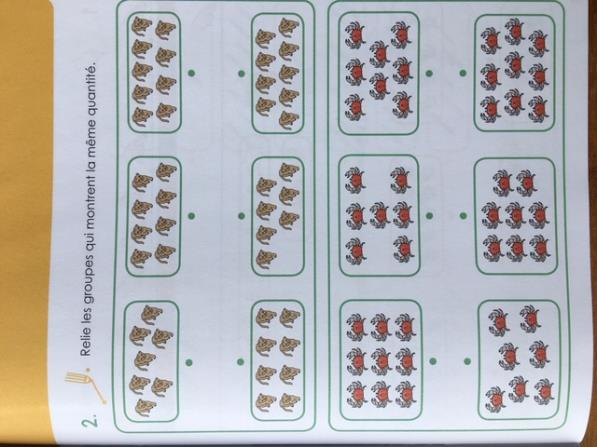 2. Relie les groupes qui montrent la même quantité.